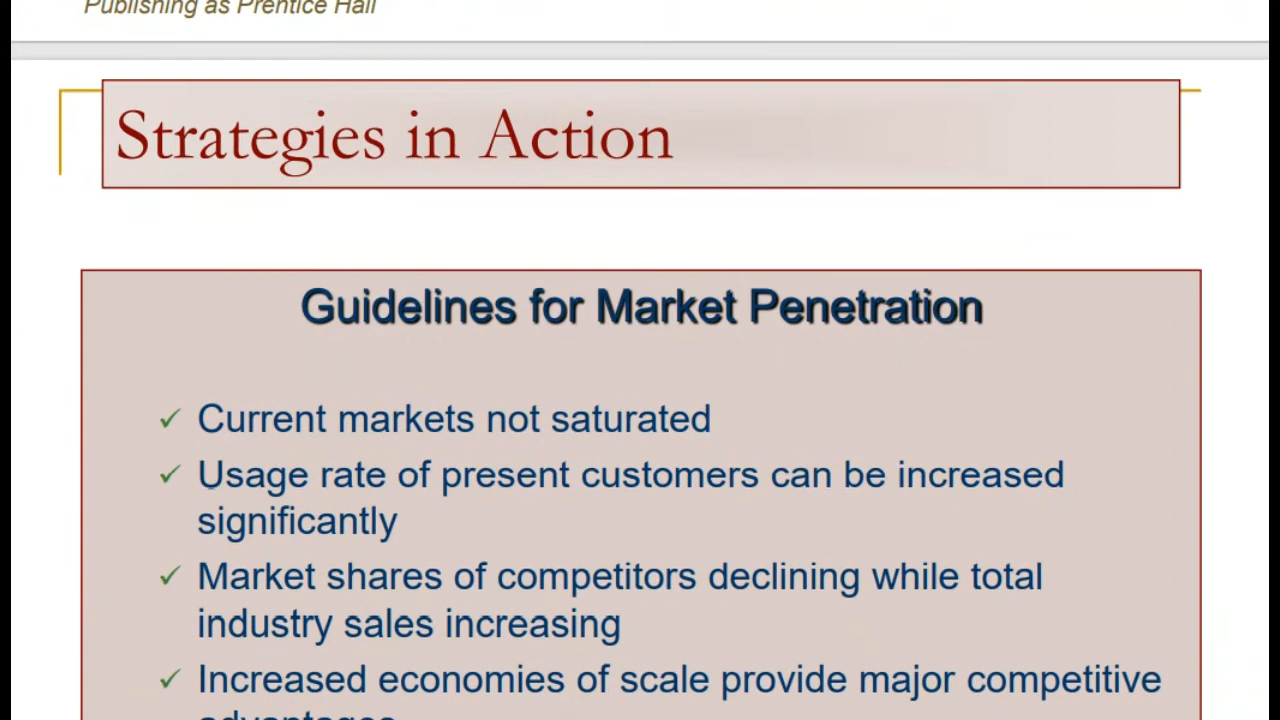 Publishing as Prentice Hall
Strategies in Action
Guidelines for Market Penetration
✓ Current markets not saturated
✓ Usage rate of present customers can be increased
significantly
✓ Market shares of competitors declining while total
industry sales increasing
✓ Increased economies of scale provide major competitive
advantages